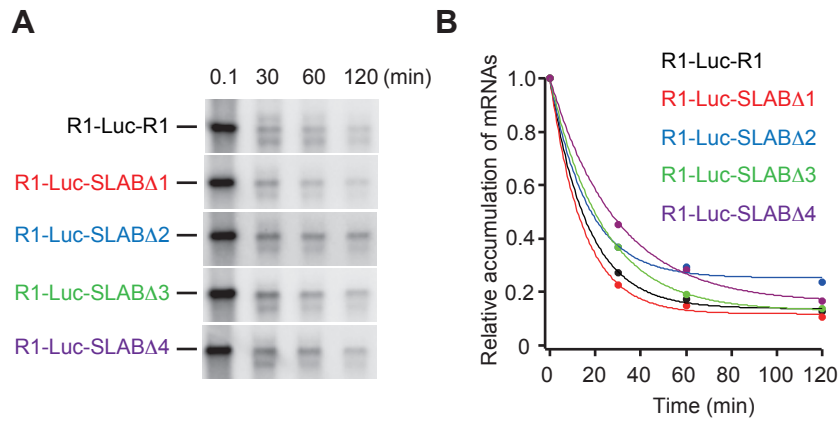 A
0.1 30 60 120 (min)
R1-Luc-R1
R1-Luc-SLABΔ1
R1-Luc-SLABΔ2
R1-Luc-SLABΔ3
R1-Luc-SLABΔ4
B
Relative accumulation of mRNAs
1.0
0.8
0.6
0.4
0.2
0
0 20 40 60 80 100 120
Time (min)
R1-Luc-R1
R1-Luc-SLABΔ1
R1-Luc-SLABΔ2
R1-Luc-SLABΔ3
R1-Luc-SLABΔ4